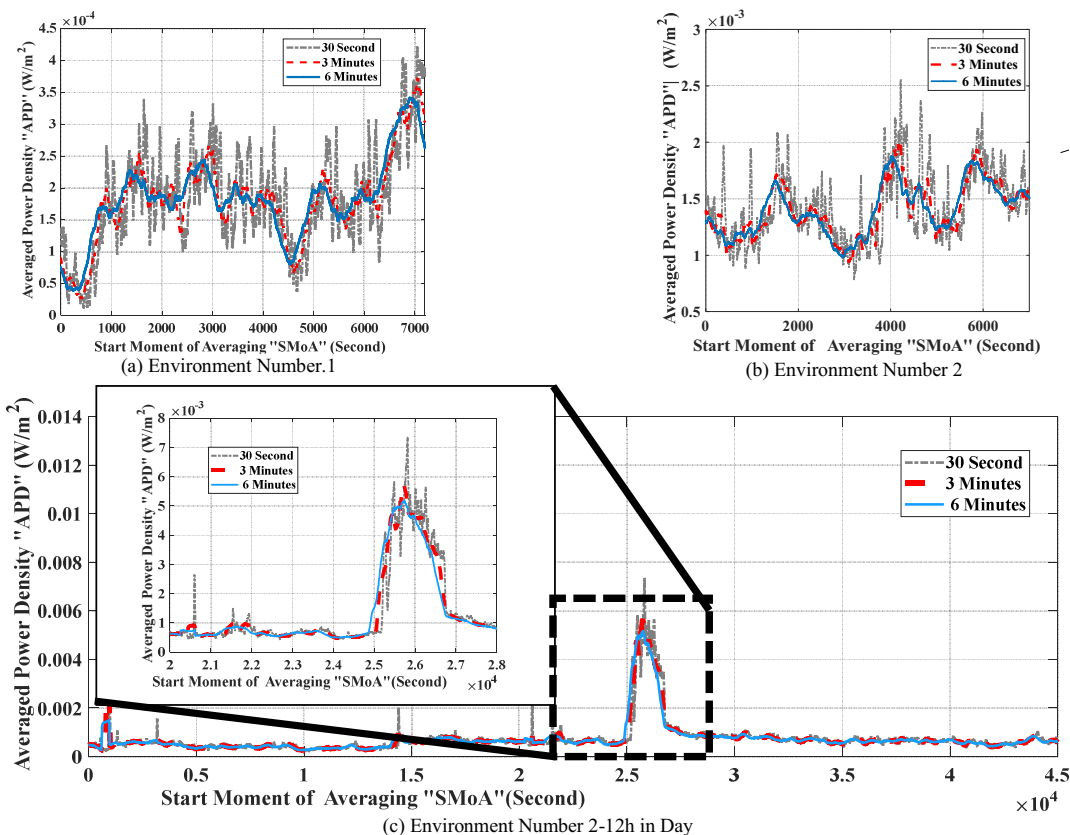 ×10-4
4.5
4
3.5
3
2.5
2
1.5
1
0.5
0
Averaged Power Density "APD" (W/m2)
30 Second
3 Minutes
6 Minutes
0 1000 2000 3000 4000 5000 6000 7000
Start Moment of Averaging "SMoA" (Second)
(a) Environment Number.1
×10-3
3
2.5
2
1.5
1
0.5
Averaged Power Density "APD"| (W/m2)
30 Second
3 Minutes
6 Minutes
0 2000 4000 6000
Start Moment of Averaging "SMoA" (Second)
(b) Environment Number 2
0.014
0.012
0.01
0.008
0.006
0.004
0.002
0
Averaged Power Density "APD" (W/m2)
×10-3
8
7
6
5
4
3
2
1
0
Averaged Power Density "APD" (W/m2)
30 Second
3 Minutes
6 Minutes
2 2.1 2.2 2.3 2.4 2.5 2.6 2.7 2.8
Start Moment of Averaging "SMoA"(Second)
×104
30 Second
3 Minutes
6 Minutes
0 0.5 1 1.5 2 2.5 3 3.5 4 4.5
Start Moment of Averaging "SMoA"(Second)
×104
(c) Environment Number 2-12h in Day